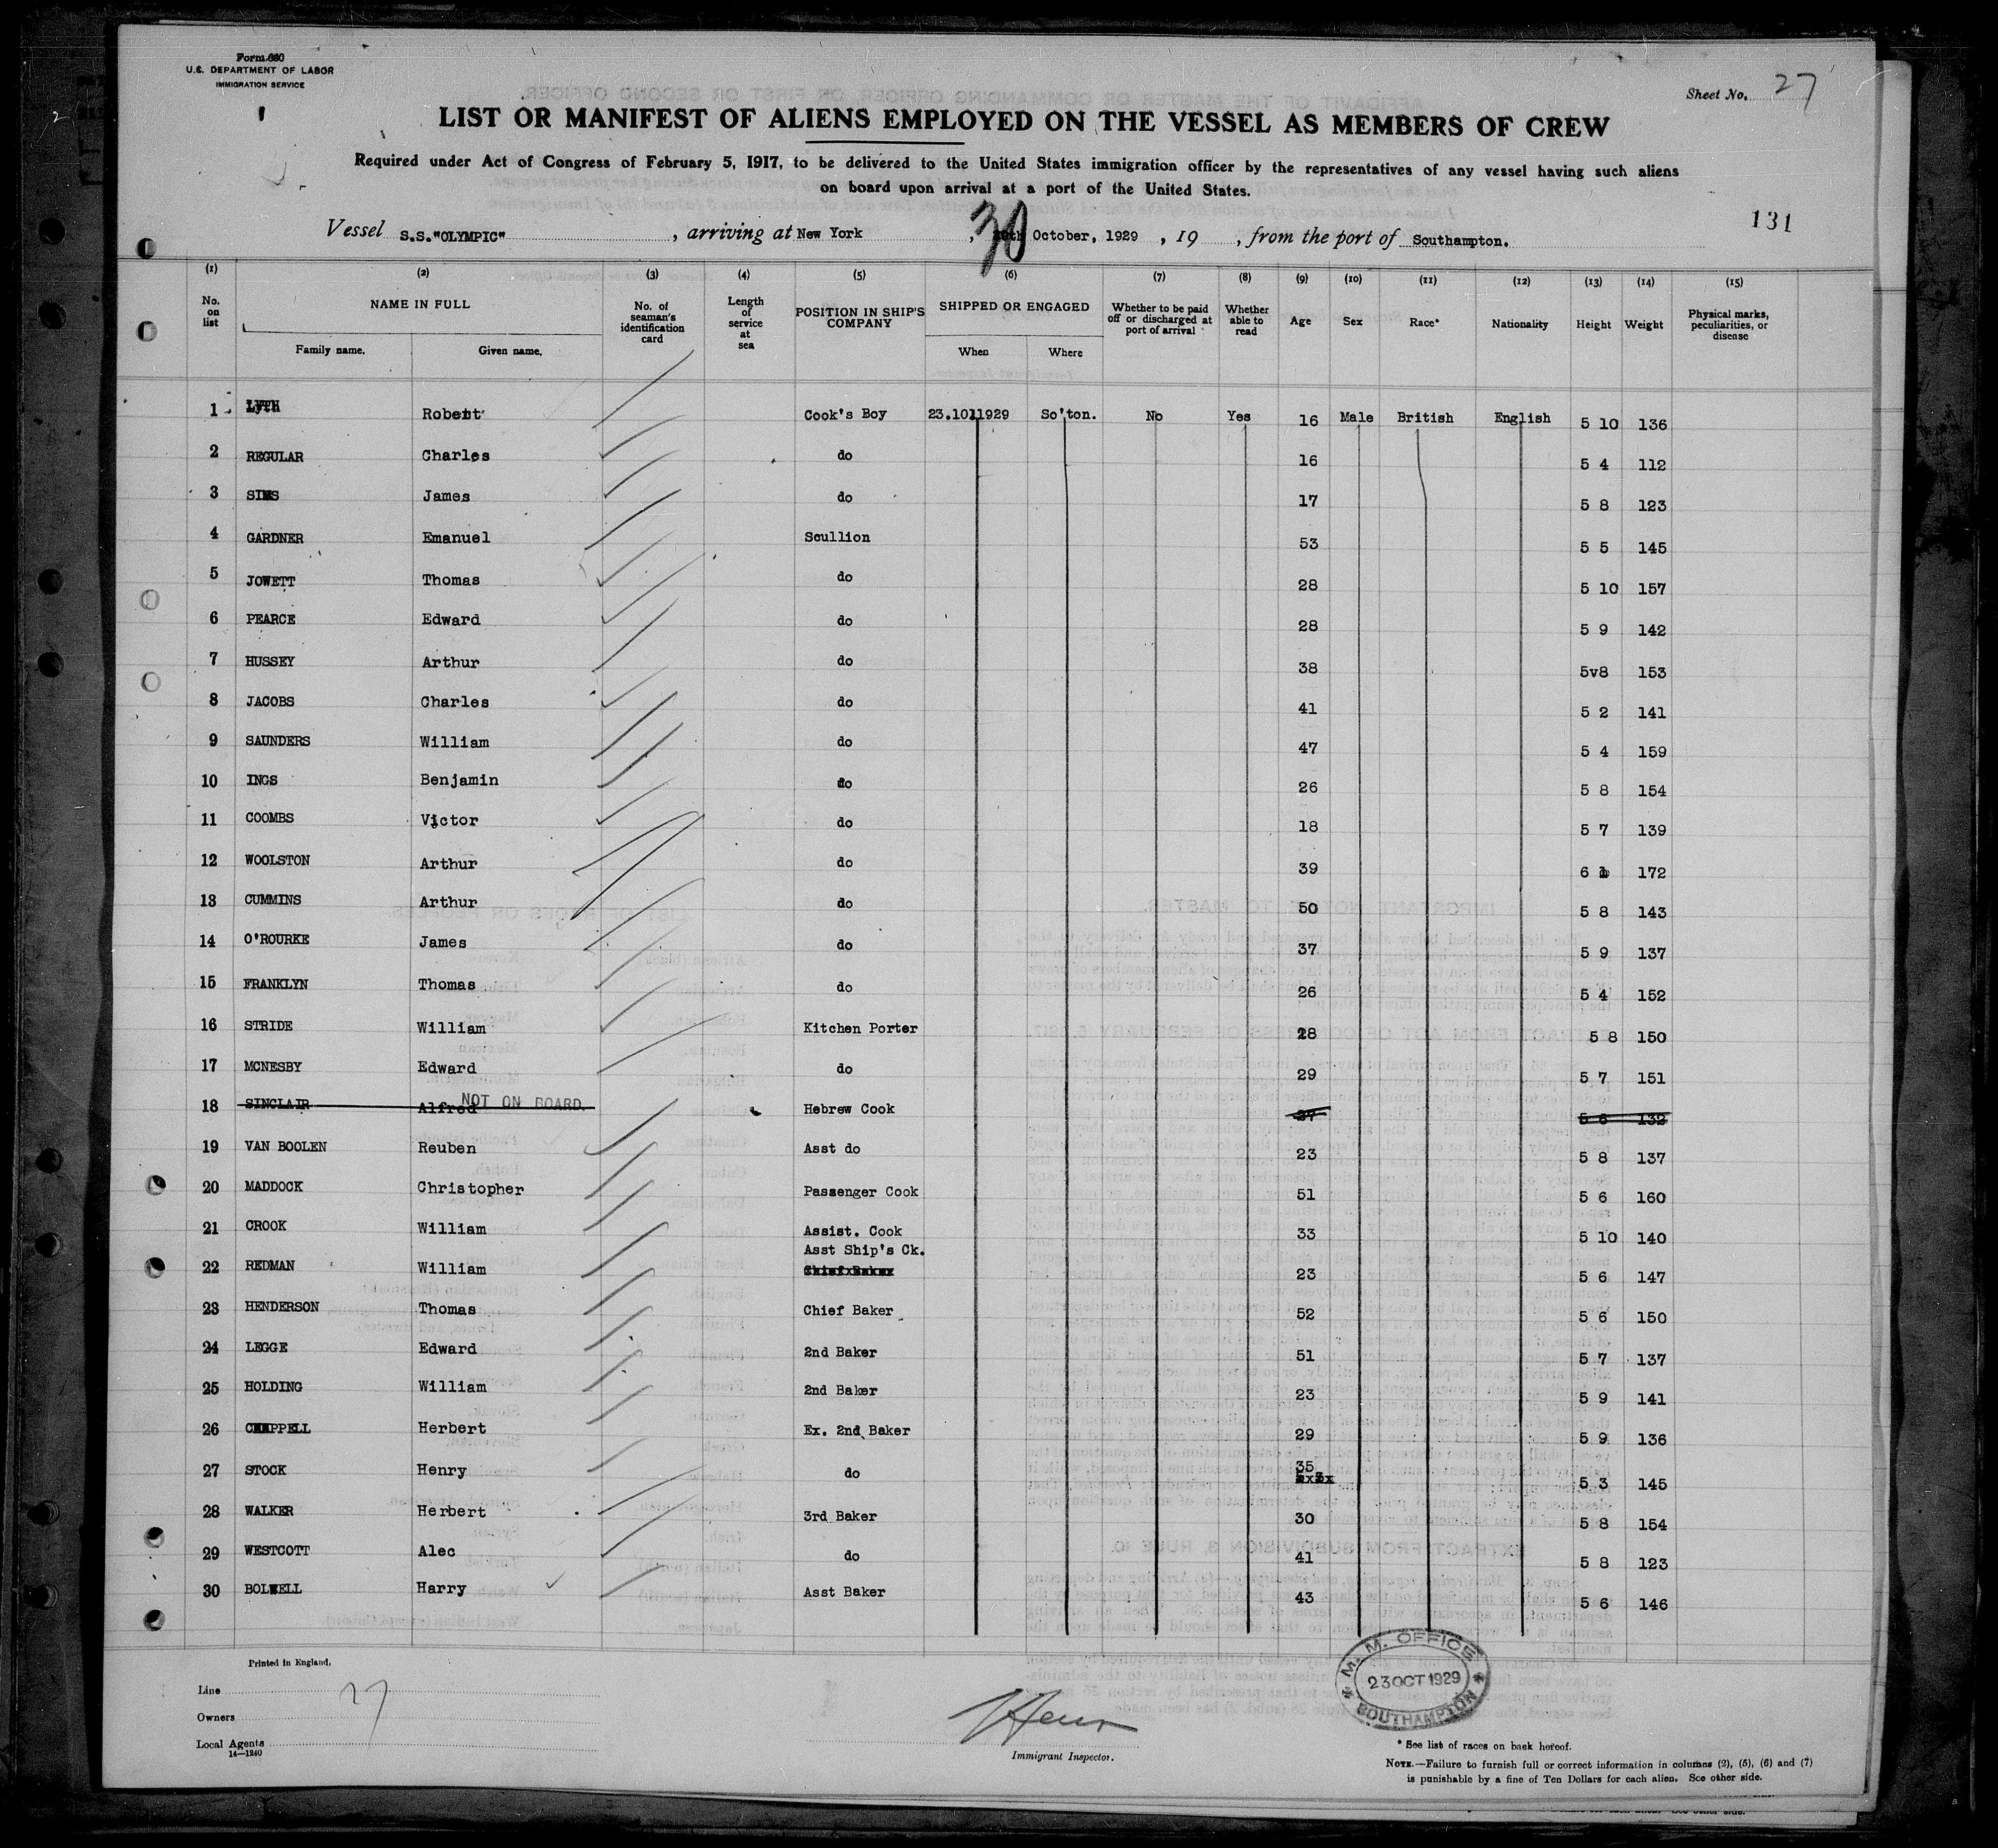 Form 680
U.S. DEPARTMENT OF LABOR
IMMIGRATION SERVICE
Sheet No. 27
LIST OR MANIFEST OF ALIENS EMPLOYED ON THE VESSEL AS MEMBERS OF CREW
Required under Act of Congress of February 5, 1917, to be delivered to the United States immigration officer by the representatives of any vessel having such aliens
on board upon arrival at a port of the United States.
131
Vessel S.S."OLYMPIC", arriving at New York, 30 October, 1929, 19, from the port of Southampton.
(1) (2) (3) (4) (5) (6) (7) (8) (9) (10) (11) (12) (13) (14) (15)
No. on list NAME IN FULL Family name. Given name. No. of seaman's identification card Length of service at sea POSITION IN SHIP'S COMPANY SHIPPED OR ENGAGED When Where Whether to be paid off or discharged at port of arrival Whether able to read Age Sex Race* Nationality Height Weight Physical marks, peculiarities, or disease
1 LYTH Robert Cook's Boy 23.10.1929 So'ton. No Yes 16 Male British English 5 10 136
2 REGULAR Charles do 16 5 4 112
3 SIMS James do 17 5 8 123
4 GARDNER Emanuel Scullion 53 5 5 145
5 JOWETT Thomas do 28 5 10 157
6 PEARCE Edward do 28 5 9 142
7 HUSSEY Arthur do 38 5v8 153
8 JACOBS Charles do 41 5 2 141
9 SAUNDERS William do 47 5 4 159
10 INGS Benjamin do 26 5 8 154
11 COOMBS Victor do 18 5 7 139
12 WOOLSTON Arthur do 39 6 1 172
13 CUMMINS Arthur do 50 5 8 143
14 O'ROURKE James do 37 5 9 137
15 FRANKLYN Thomas do 26 5 4 152
16 STRIDE William Kitchen Porter 28 5 8 150
17 MCNESBY Edward do 29 5 7 151
18 SINCLAIR Alfred NOT ON BOARD. Hebrew Cook 37 5 6 132
19 VAN BOOLEN Reuben Asst do 23 5 8 137
20 MADDOCK Christopher Passenger Cook 51 5 6 160
21 CROOK William Assist. Cook 33 5 10 140
22 REDMAN William Asst Ship's Ck. Chief Baker 23 5 6 147
23 HENDERSON Thomas Chief Baker 52 5 6 150
24 LEGGE Edward 2nd Baker 51 5 7 137
25 HOLDING William 2nd Baker 23 5 9 141
26 CHAPPELL Herbert Ex. 2nd Baker 29 5 9 136
27 STOCK Henry do 35 5 3 145
28 WALKER Herbert 3rd Baker 30 5 8 154
29 WESTCOTT Alec do 41 5 8 123
30 BOLWELL Harry Asst Baker 43 5 6 146
Printed in England.
Line
27
Owners
Local Agents
14—1240
Immigrant Inspector.
M. M. OFFICE
23 OCT 1929
SOUTHAMPTON
* See list of races on back hereof.
NOTE.—Failure to furnish full or correct information in columns (2), (5), (6) and (7)
is punishable by a fine of Ten Dollars for each alien. See other side.